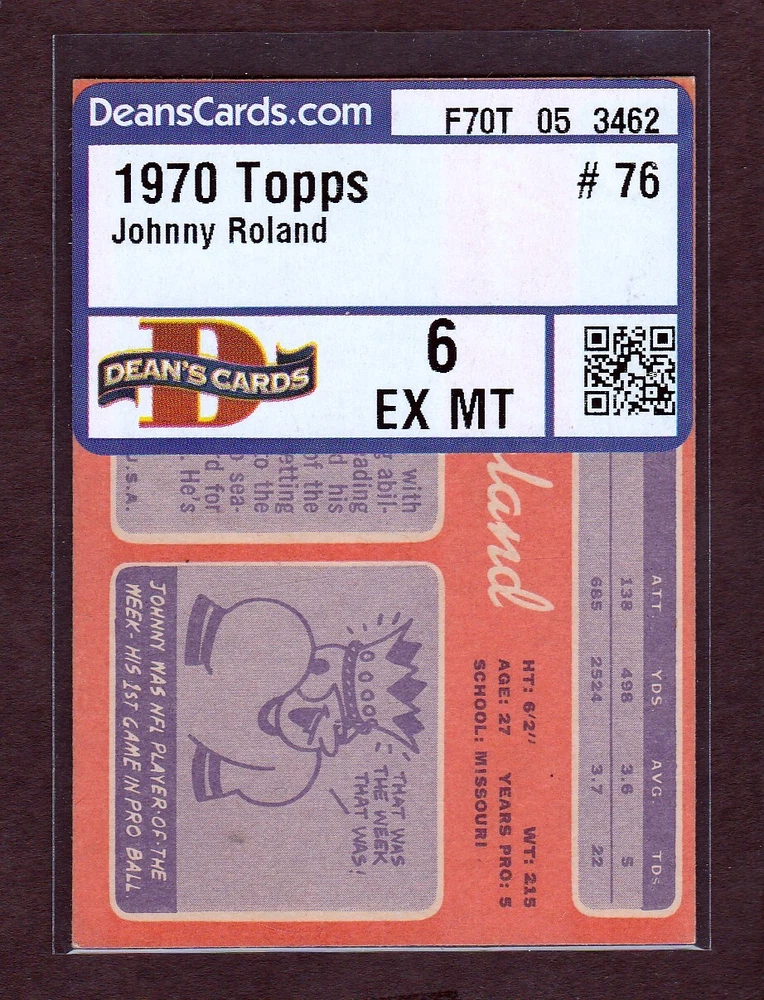 DeansCards.com
F70T 05 3462
1970 Topps
# 76
Johnny Roland
DEAN'S CARDS
D
6
EX MT
with
g abil-
ading
d his
of the
etting
to the
o sea-
rd for
. He's
U.S.A.
land
ATT. YDS. AVG. TDS.
138 498 3.6 5
685 2524 3.7 22
HT: 6'2" WT: 215
AGE: 27 YEARS PRO: 5
SCHOOL: MISSOURI
THAT WAS
THE WEEK
THAT WAS!
JOHNNY WAS NFL PLAYER-OF-THE
WEEK - HIS 1ST GAME IN PRO BALL.